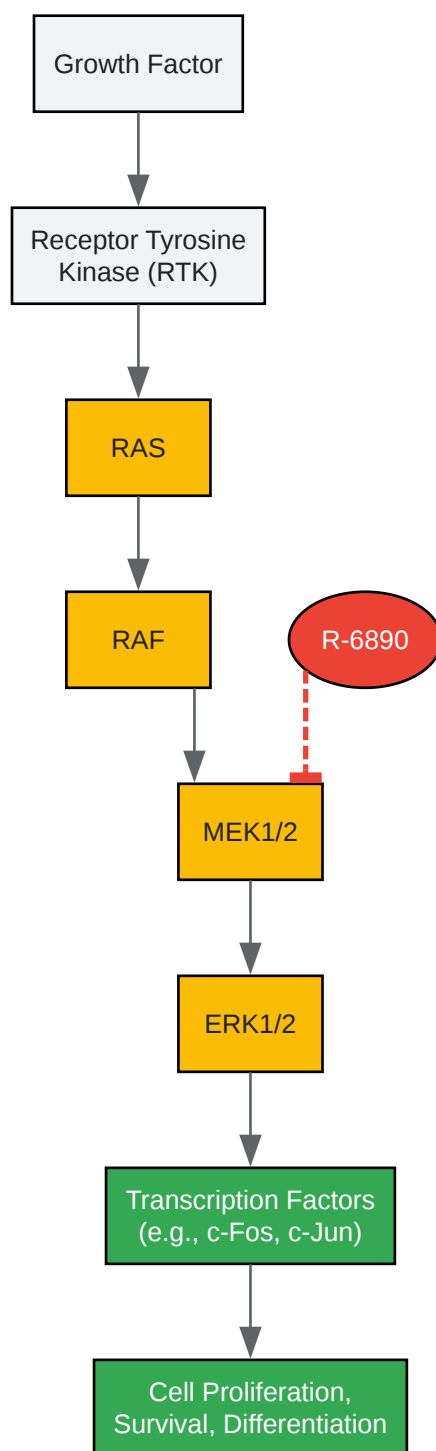 Growth Factor
Receptor Tyrosine
Kinase (RTK)
RAS
RAF
R-6890
MEK1/2
ERK1/2
Transcription Factors
(e.g., c-Fos, c-Jun)
Cell Proliferation,
Survival, Differentiation